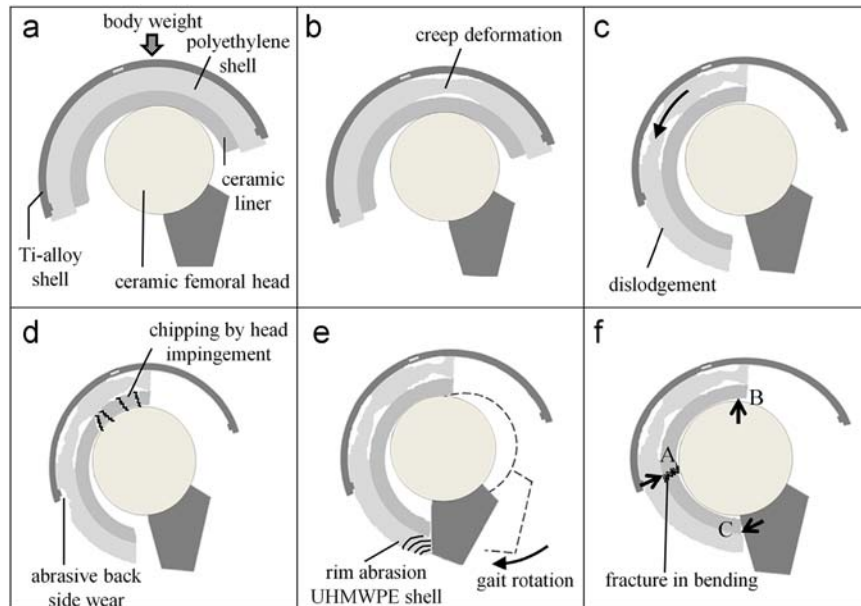 a
body weight
polyethylene
shell
ceramic
liner
Ti-alloy
shell
ceramic femoral head
b
creep deformation
c
dislodgement
d
chipping by head
impingement
abrasive back
side wear
e
rim abrasion
UHMWPE shell
gait rotation
f
A
B
C
fracture in bending